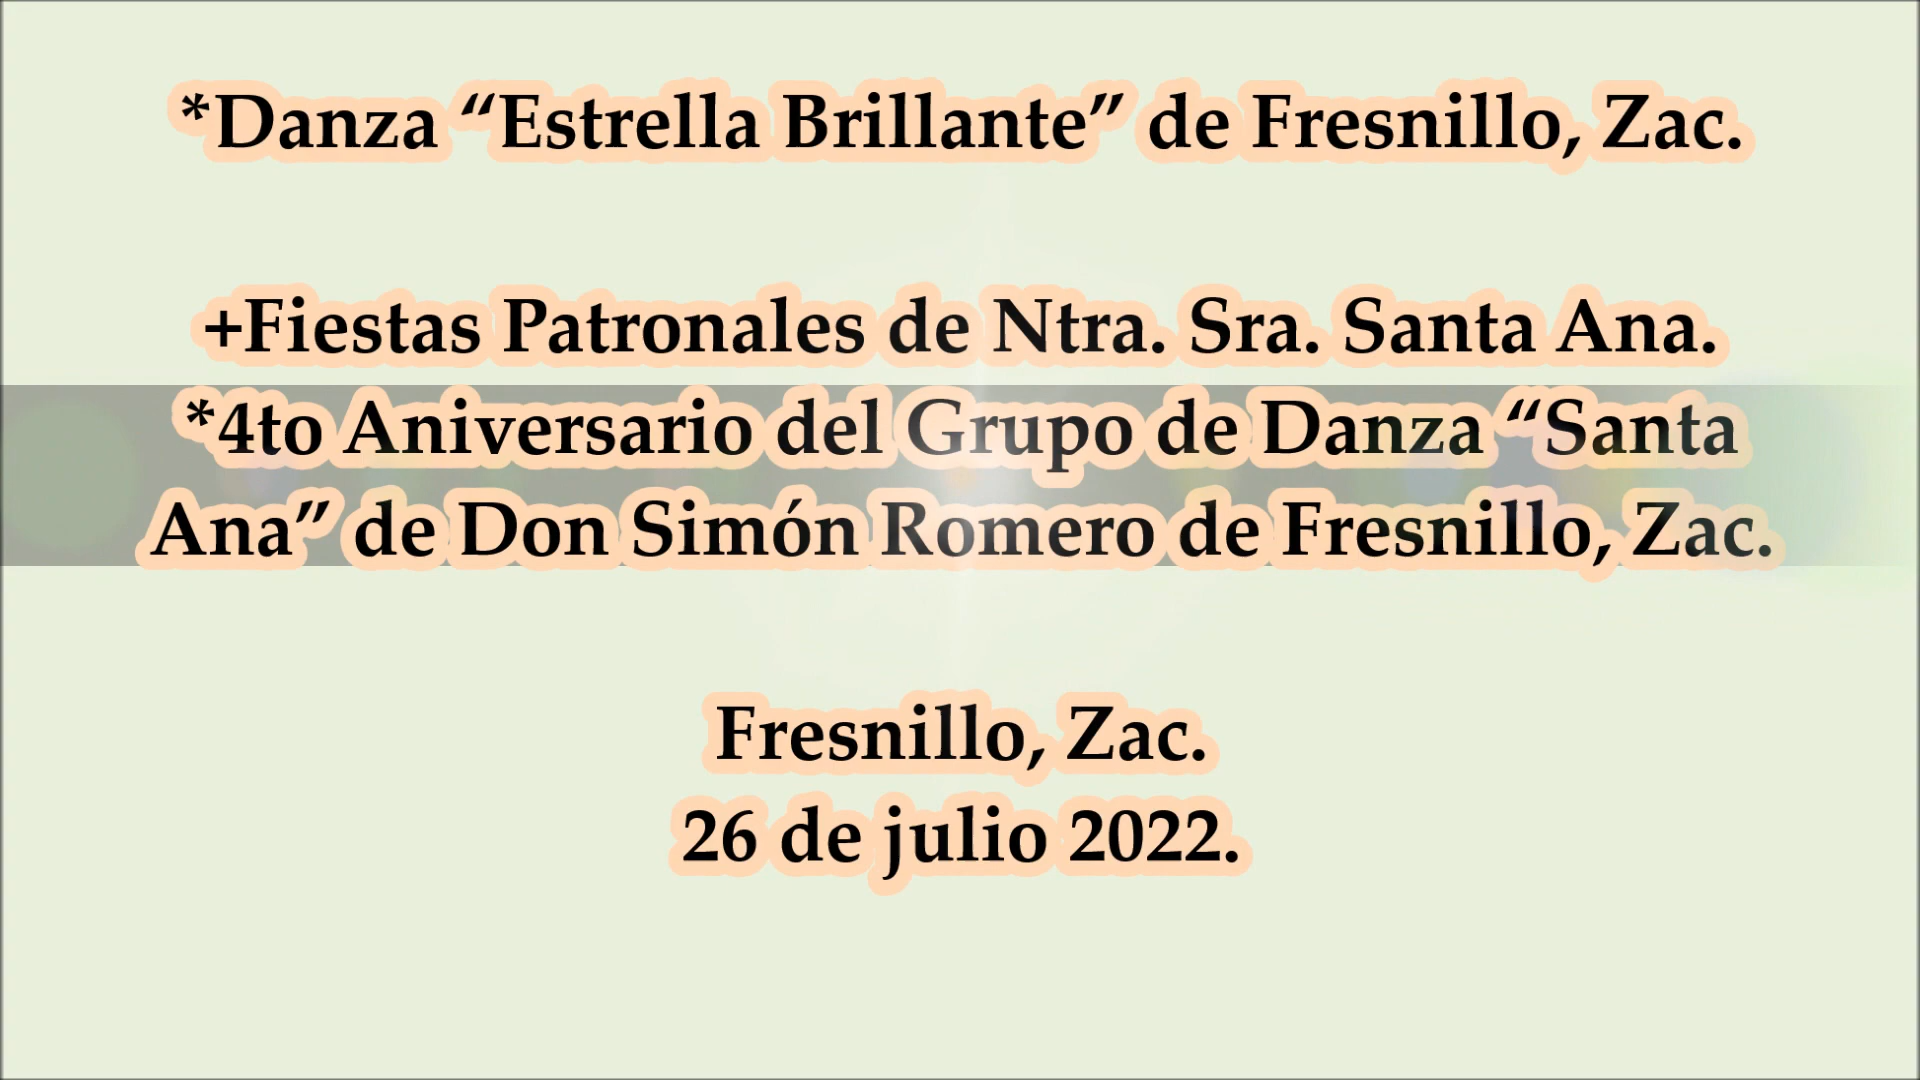 *Danza “Estrella Brillante” de Fresnillo, Zac.
+Fiestas Patronales de Ntra. Sra. Santa Ana.
*4to Aniversario del Grupo de Danza “Santa
Ana” de Don Simón Romero de Fresnillo, Zac.
Fresnillo, Zac.
26 de julio 2022.